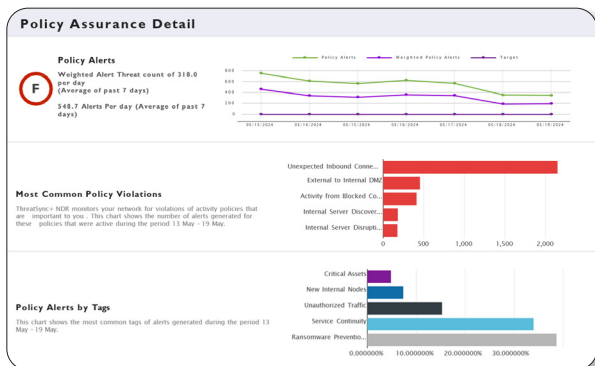 Policy Assurance Detail
Policy Alerts
Weighted Alert Threat count of 318.0
per day
(Average of past 7 days)
548.7 Alerts Per day (Average of past 7
days)
F
Policy Alerts
Weighted Policy Alerts
Target
800
600
400
200
0
05/13/2024
05/14/2024
05/15/2024
05/16/2024
05/17/2024
05/18/2024
05/19/2024
Most Common Policy Violations
ThreatSync+ NDR monitors your network for violations of activity policies that
are important to you . This chart shows the number of alerts generated for
these policies that were active during the period 13 May - 19 May.
Unexpected Inbound Conne...
External to Internal DMZ
Activity from Blocked Co...
Internal Server Discover...
Internal Server Disrupti...
0
500
1,000
1,500
2,000
Policy Alerts by Tags
This chart shows the most common tags of alerts generated during the period 13
May - 19 May.
Critical Assets
New Internal Nodes
Unauthorized Traffic
Service Continuity
Ransomware Preventio...
0.000000%
10.000000%
20.000000%
30.000000%